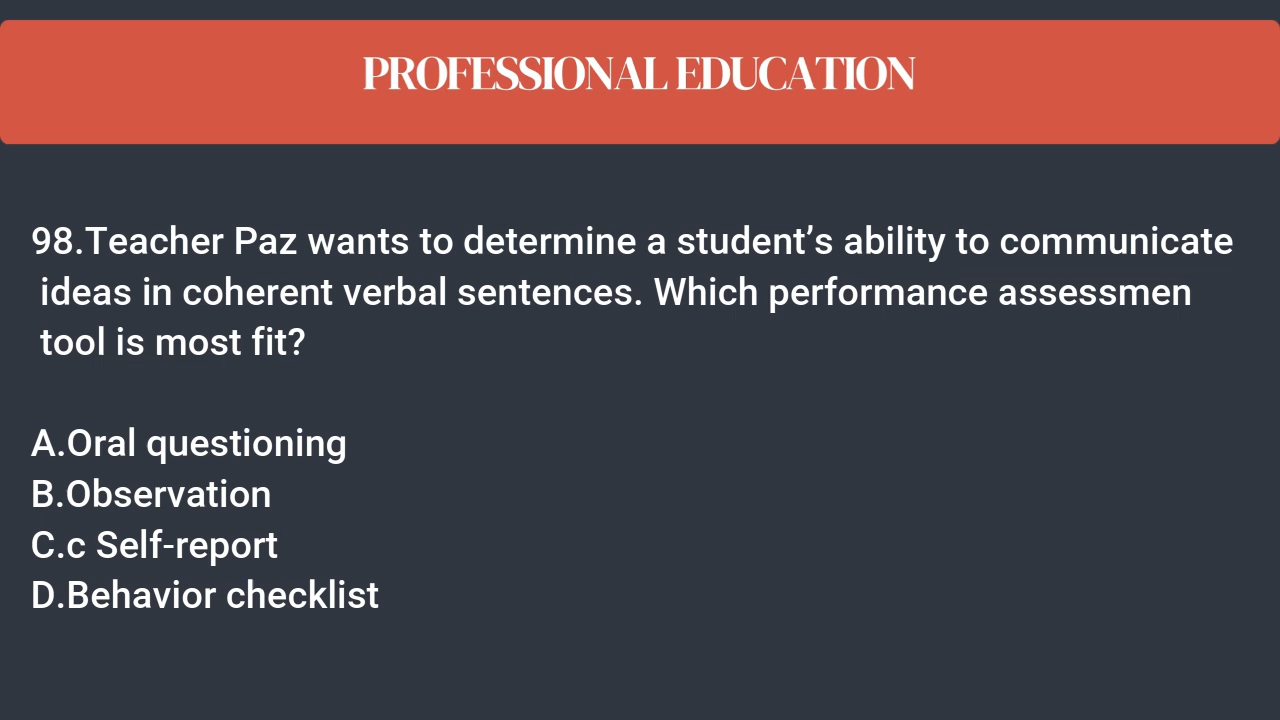 PROFESSIONAL EDUCATION
98.Teacher Paz wants to determine a student’s ability to communicate
ideas in coherent verbal sentences. Which performance assessmen
tool is most fit?
A.Oral questioning
B.Observation
C.c Self-report
D.Behavior checklist